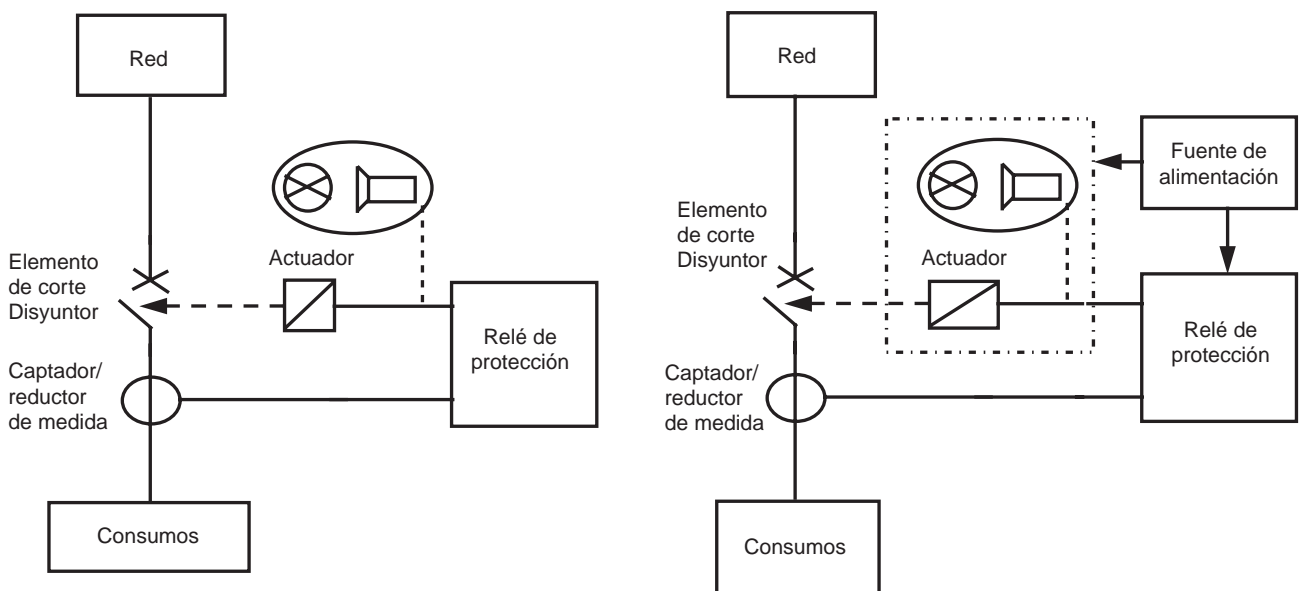 Red
Elemento
de corte
Disyuntor
Actuador
Relé de
protección
Captador/
reductor
de medida
Consumos
Red
Fuente de
alimentación
Elemento
de corte
Disyuntor
Actuador
Relé de
protección
Captador/
reductor
de medida
Consumos